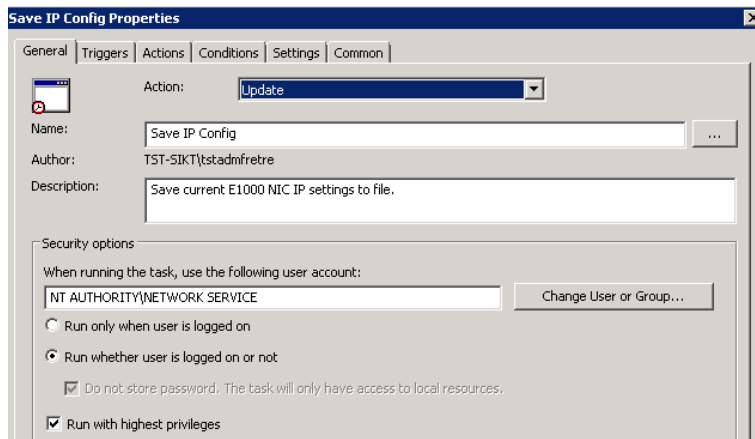 Save IP Config Properties
General Triggers Actions Conditions Settings Common
Action: Update
Name: Save IP Config ...
Author: TST-SIKT\tstadmfretre
Description: Save current E1000 NIC IP settings to file.
Security options
When running the task, use the following user account:
NT AUTHORITY\NETWORK SERVICE Change User or Group...
Run only when user is logged on
Run whether user is logged on or not
Do not store password. The task will only have access to local resources.
Run with highest privileges